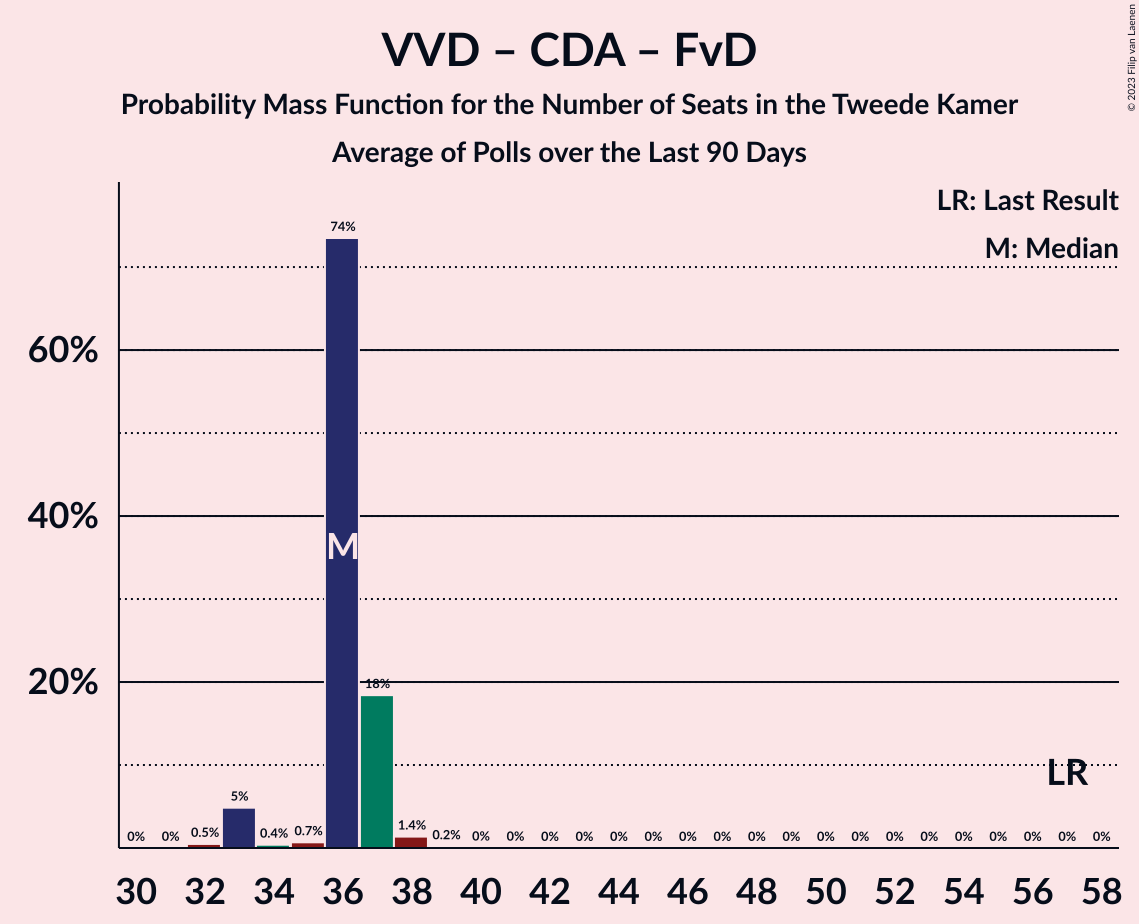 VVD – CDA – FvD
Probability Mass Function for the Number of Seats in the Tweede Kamer
Average of Polls over the Last 90 Days
© 2023 Filip van Laenen
LR: Last Result
M: Median
74%
60%
40%
M
20%
18%
LR
5%
0% 0% 0.5% 0.4% 0.7% 1.4% 0.2% 0% 0% 0% 0% 0% 0% 0% 0% 0% 0% 0% 0% 0% 0% 0% 0% 0% 0% 0%
30 32 34 36 38 40 42 44 46 48 50 52 54 56 58